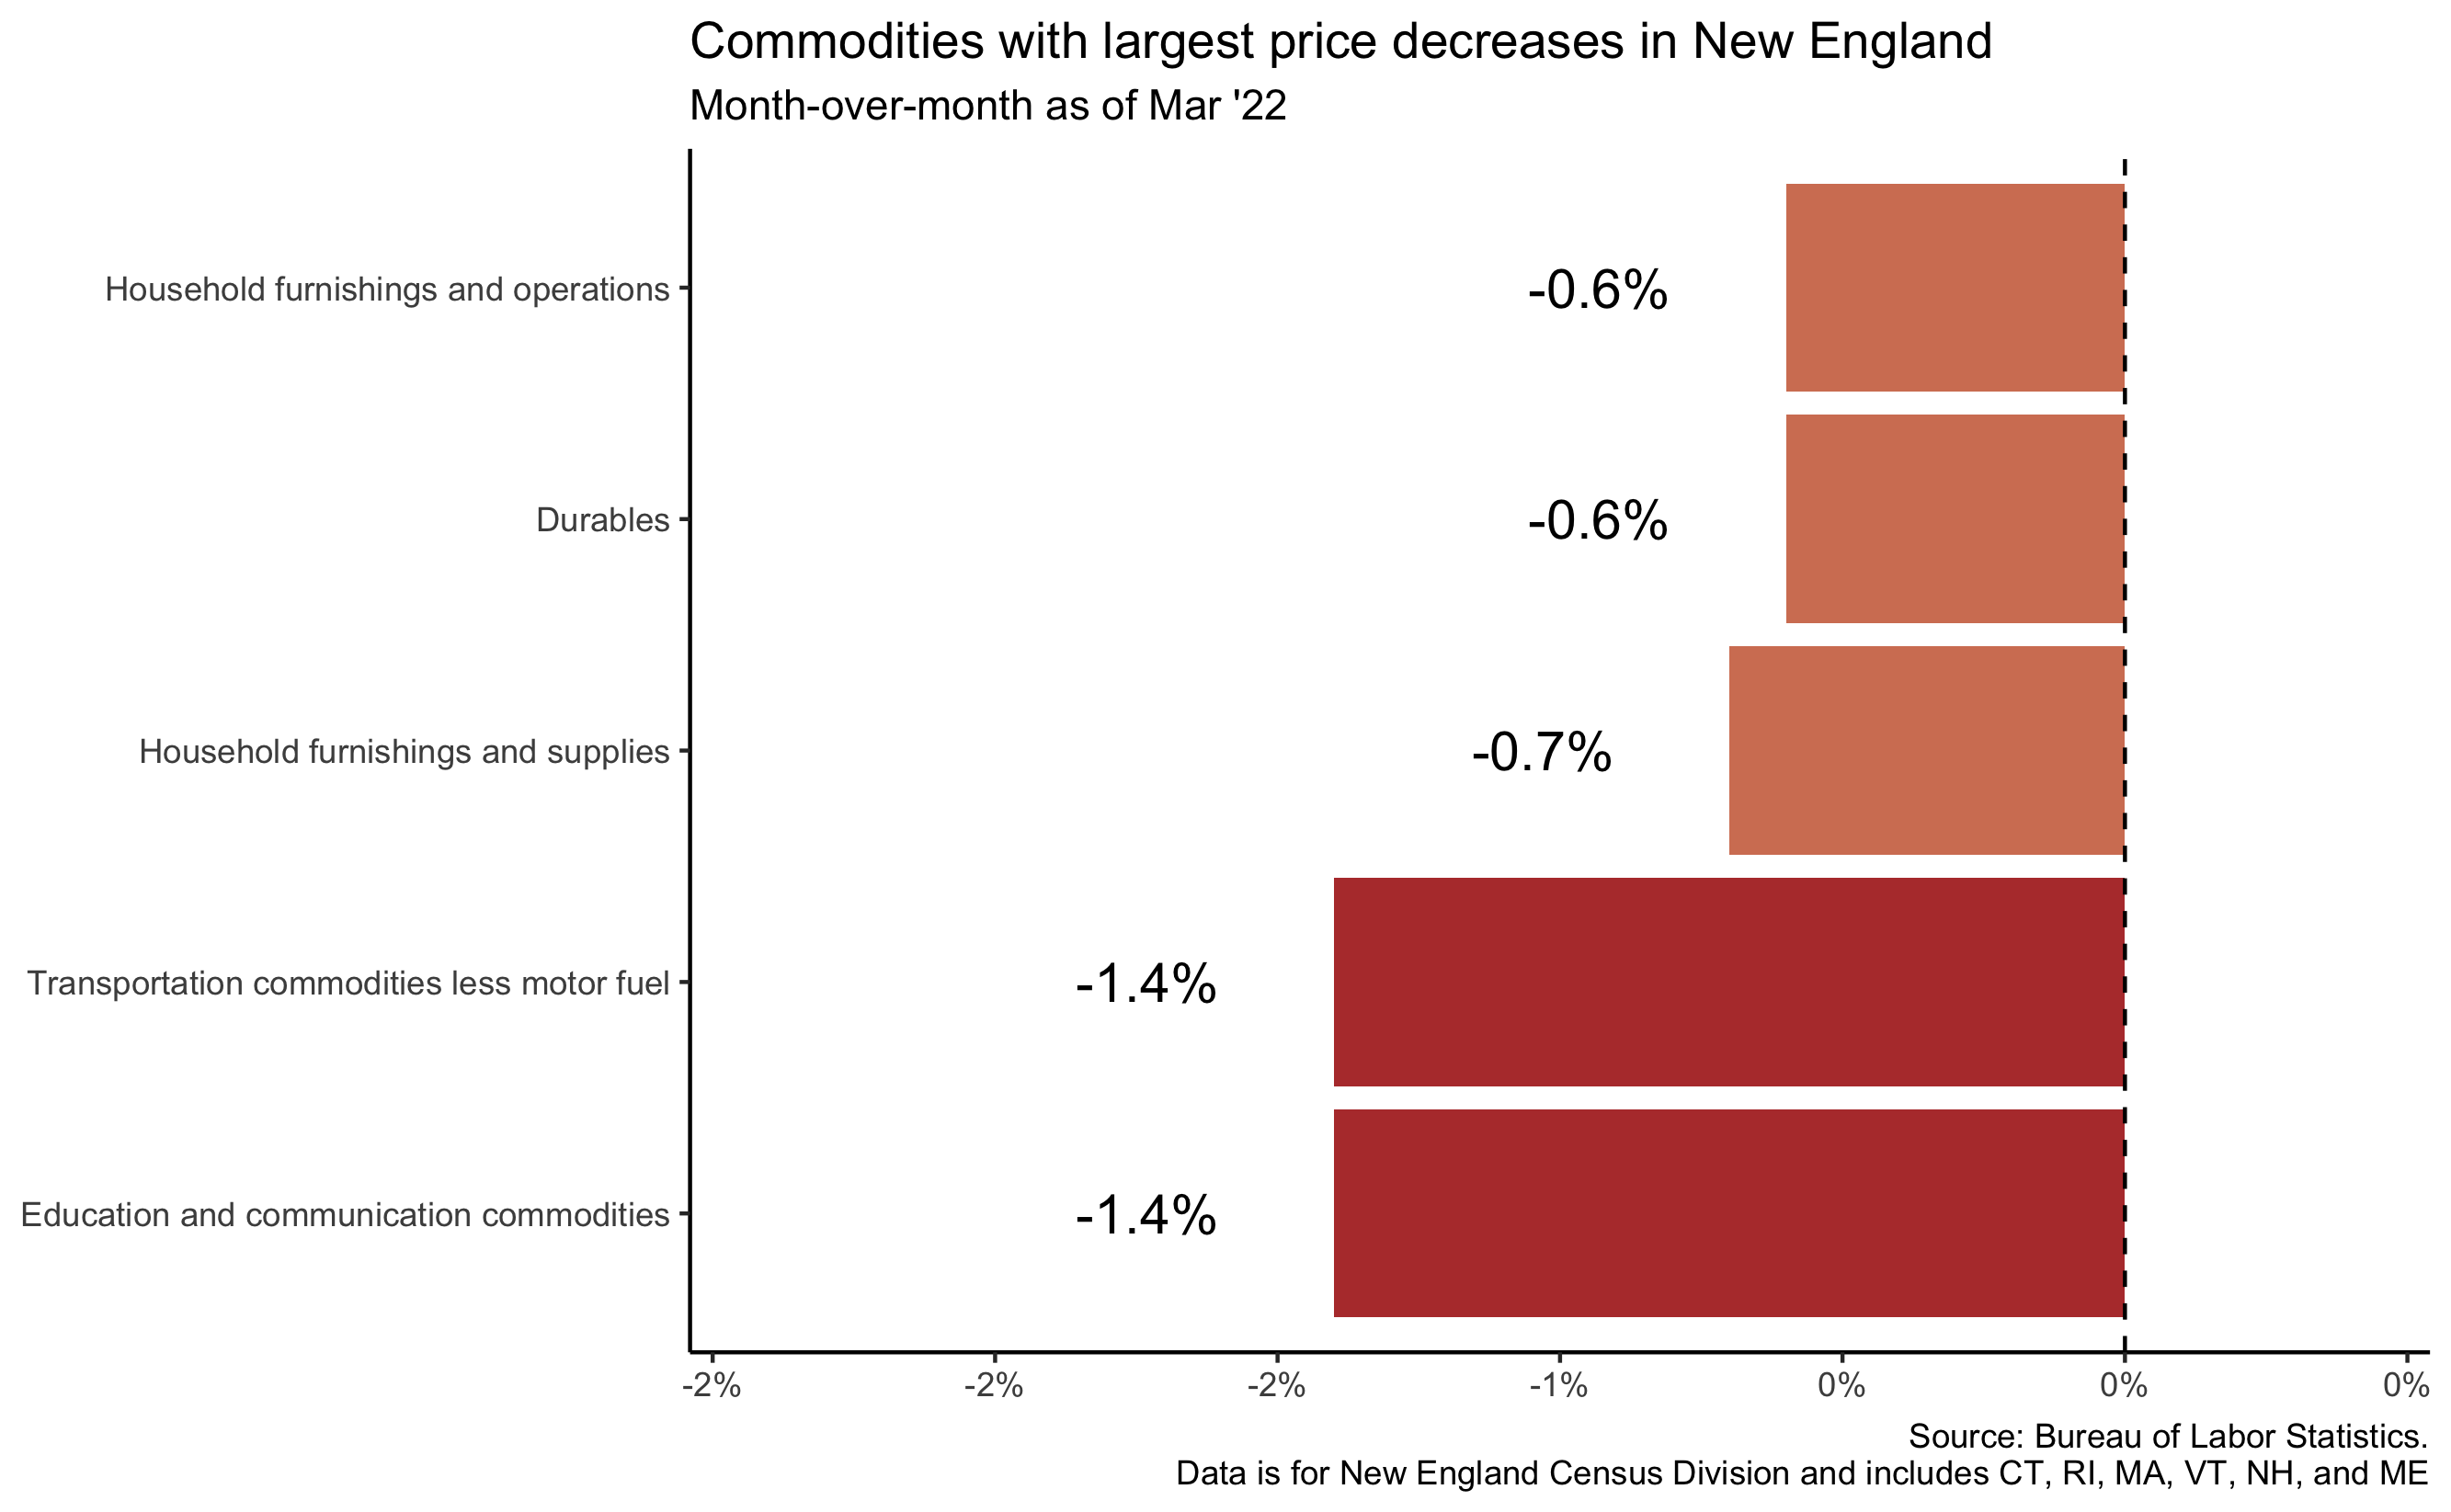 Commodities with largest price decreases in New England
Month-over-month as of Mar '22
Household furnishings and operations
-0.6%
Durables
-0.6%
Household furnishings and supplies
-0.7%
Transportation commodities less motor fuel
-1.4%
Education and communication commodities
-1.4%
-2% -2% -2% -1% 0% 0% 0%
Source: Bureau of Labor Statistics.
Data is for New England Census Division and includes CT, RI, MA, VT, NH, and ME